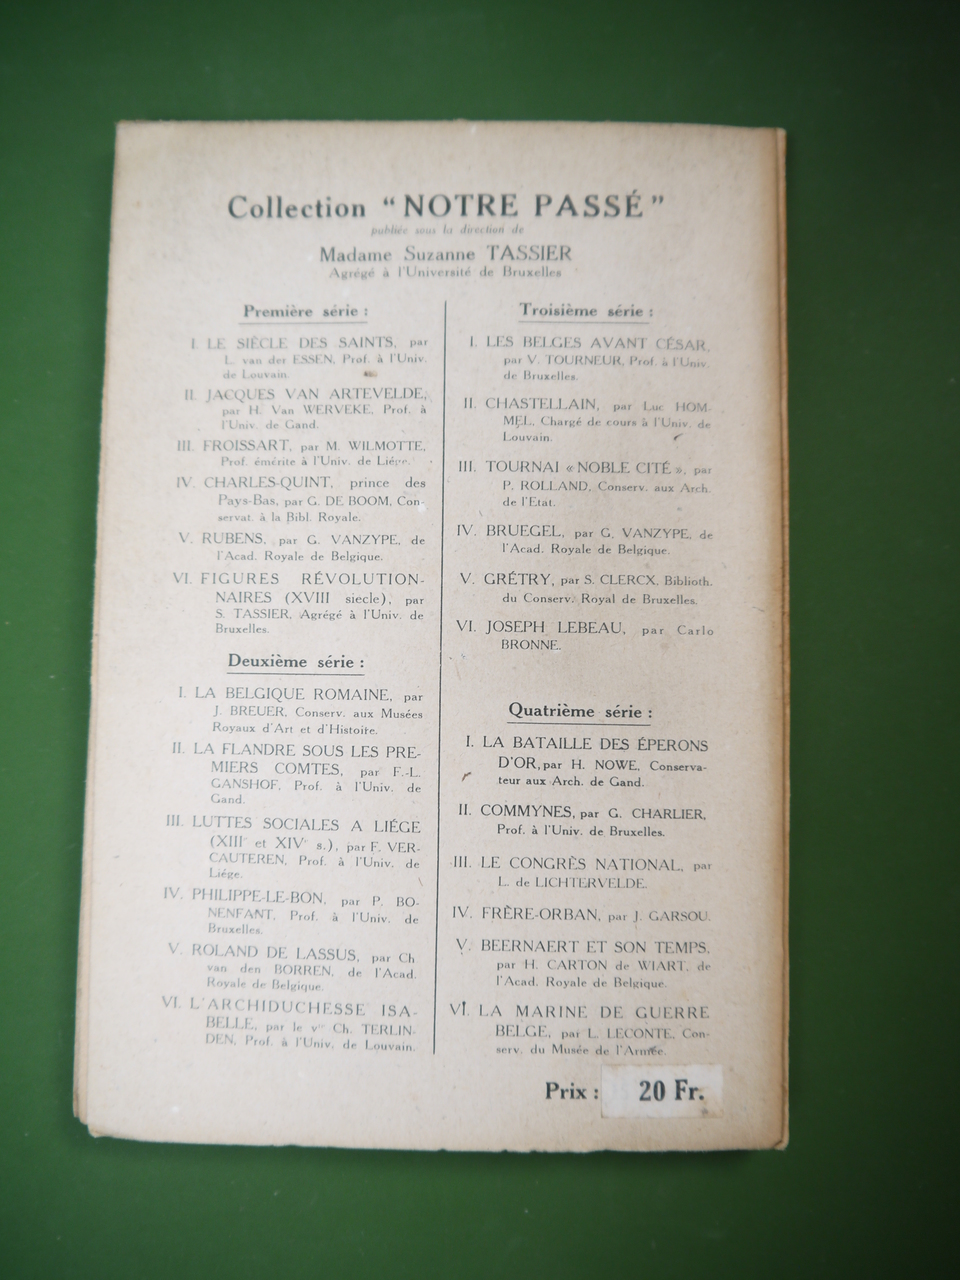 Collection “NOTRE PASSÉ”
publiée sous la direction de
Madame Suzanne TASSIER
Agrégé à l'Université de Bruxelles
Première série :
I. LE SIÈCLE DES SAINTS, par
L. van der ESSEN, Prof. à l'Univ.
de Louvain.
II. JACQUES VAN ARTEVELDE,
par H. Van WERVEKE, Prof. à
l'Univ. de Gand.
III. FROISSART, par M. WILMOTTE,
Prof. émérite à l'Univ. de Liége.
IV. CHARLES-QUINT, prince des
Pays-Bas, par G. DE BOOM, Con-
servat. à la Bibl. Royale.
V. RUBENS, par G. VANZYPE, de
l'Acad. Royale de Belgique.
VI. FIGURES RÉVOLUTION-
NAIRES (XVIII siecle), par
S. TASSIER, Agrégé à l'Univ. de
Bruxelles.
Deuxième série :
I. LA BELGIQUE ROMAINE, par
J. BREUER, Conserv. aux Musées
Royaux d'Art et d'Histoire.
II. LA FLANDRE SOUS LES PRE-
MIERS COMTES, par F.-L.
GANSHOF, Prof. à l'Univ. de
Gand.
III. LUTTES SOCIALES A LIÉGE
(XIIIe et XIVe s.), par F. VER-
CAUTEREN, Prof. à l'Univ. de
Liége.
IV. PHILIPPE-LE-BON, par P. BO-
NENFANT, Prof. à l'Univ. de
Bruxelles.
V. ROLAND DE LASSUS, par Ch
van den BORREN, de l'Acad.
Royale de Belgique.
VI. L'ARCHIDUCHESSE ISA-
BELLE, par le vte Ch. TERLIN-
DEN, Prof. à l'Univ. de Louvain.
Troisième série :
I. LES BELGES AVANT CÉSAR,
par V. TOURNEUR, Prof. à l'Univ.
de Bruxelles.
II. CHASTELLAIN, par Luc HOM-
MEL, Chargé de cours à l'Univ. de
Louvain.
III. TOURNAI « NOBLE CITÉ », par
P. ROLLAND, Conserv. aux Arch.
de l'Etat.
IV. BRUEGEL, par G. VANZYPE, de
l'Acad. Royale de Belgique.
V. GRÉTRY, par S. CLERCX, Biblioth.
du Conserv. Royal de Bruxelles.
VI. JOSEPH LEBEAU, par Carlo
BRONNE.
Quatrième série :
I. LA BATAILLE DES ÉPERONS
D'OR, par H. NOWE, Conserva-
teur aux Arch. de Gand.
II. COMMYNES, par G. CHARLIER,
Prof. à l'Univ. de Bruxelles.
III. LE CONGRÈS NATIONAL, par
L. de LICHTERVELDE.
IV. FRÈRE-ORBAN, par J. GARSOU.
V. BEERNAERT ET SON TEMPS,
par H. CARTON de WIART, de
l'Acad. Royale de Belgique.
VI. LA MARINE DE GUERRE
BELGE, par L. LECONTE, Con-
serv. du Musée de l'Armée.
Prix : 20 Fr.